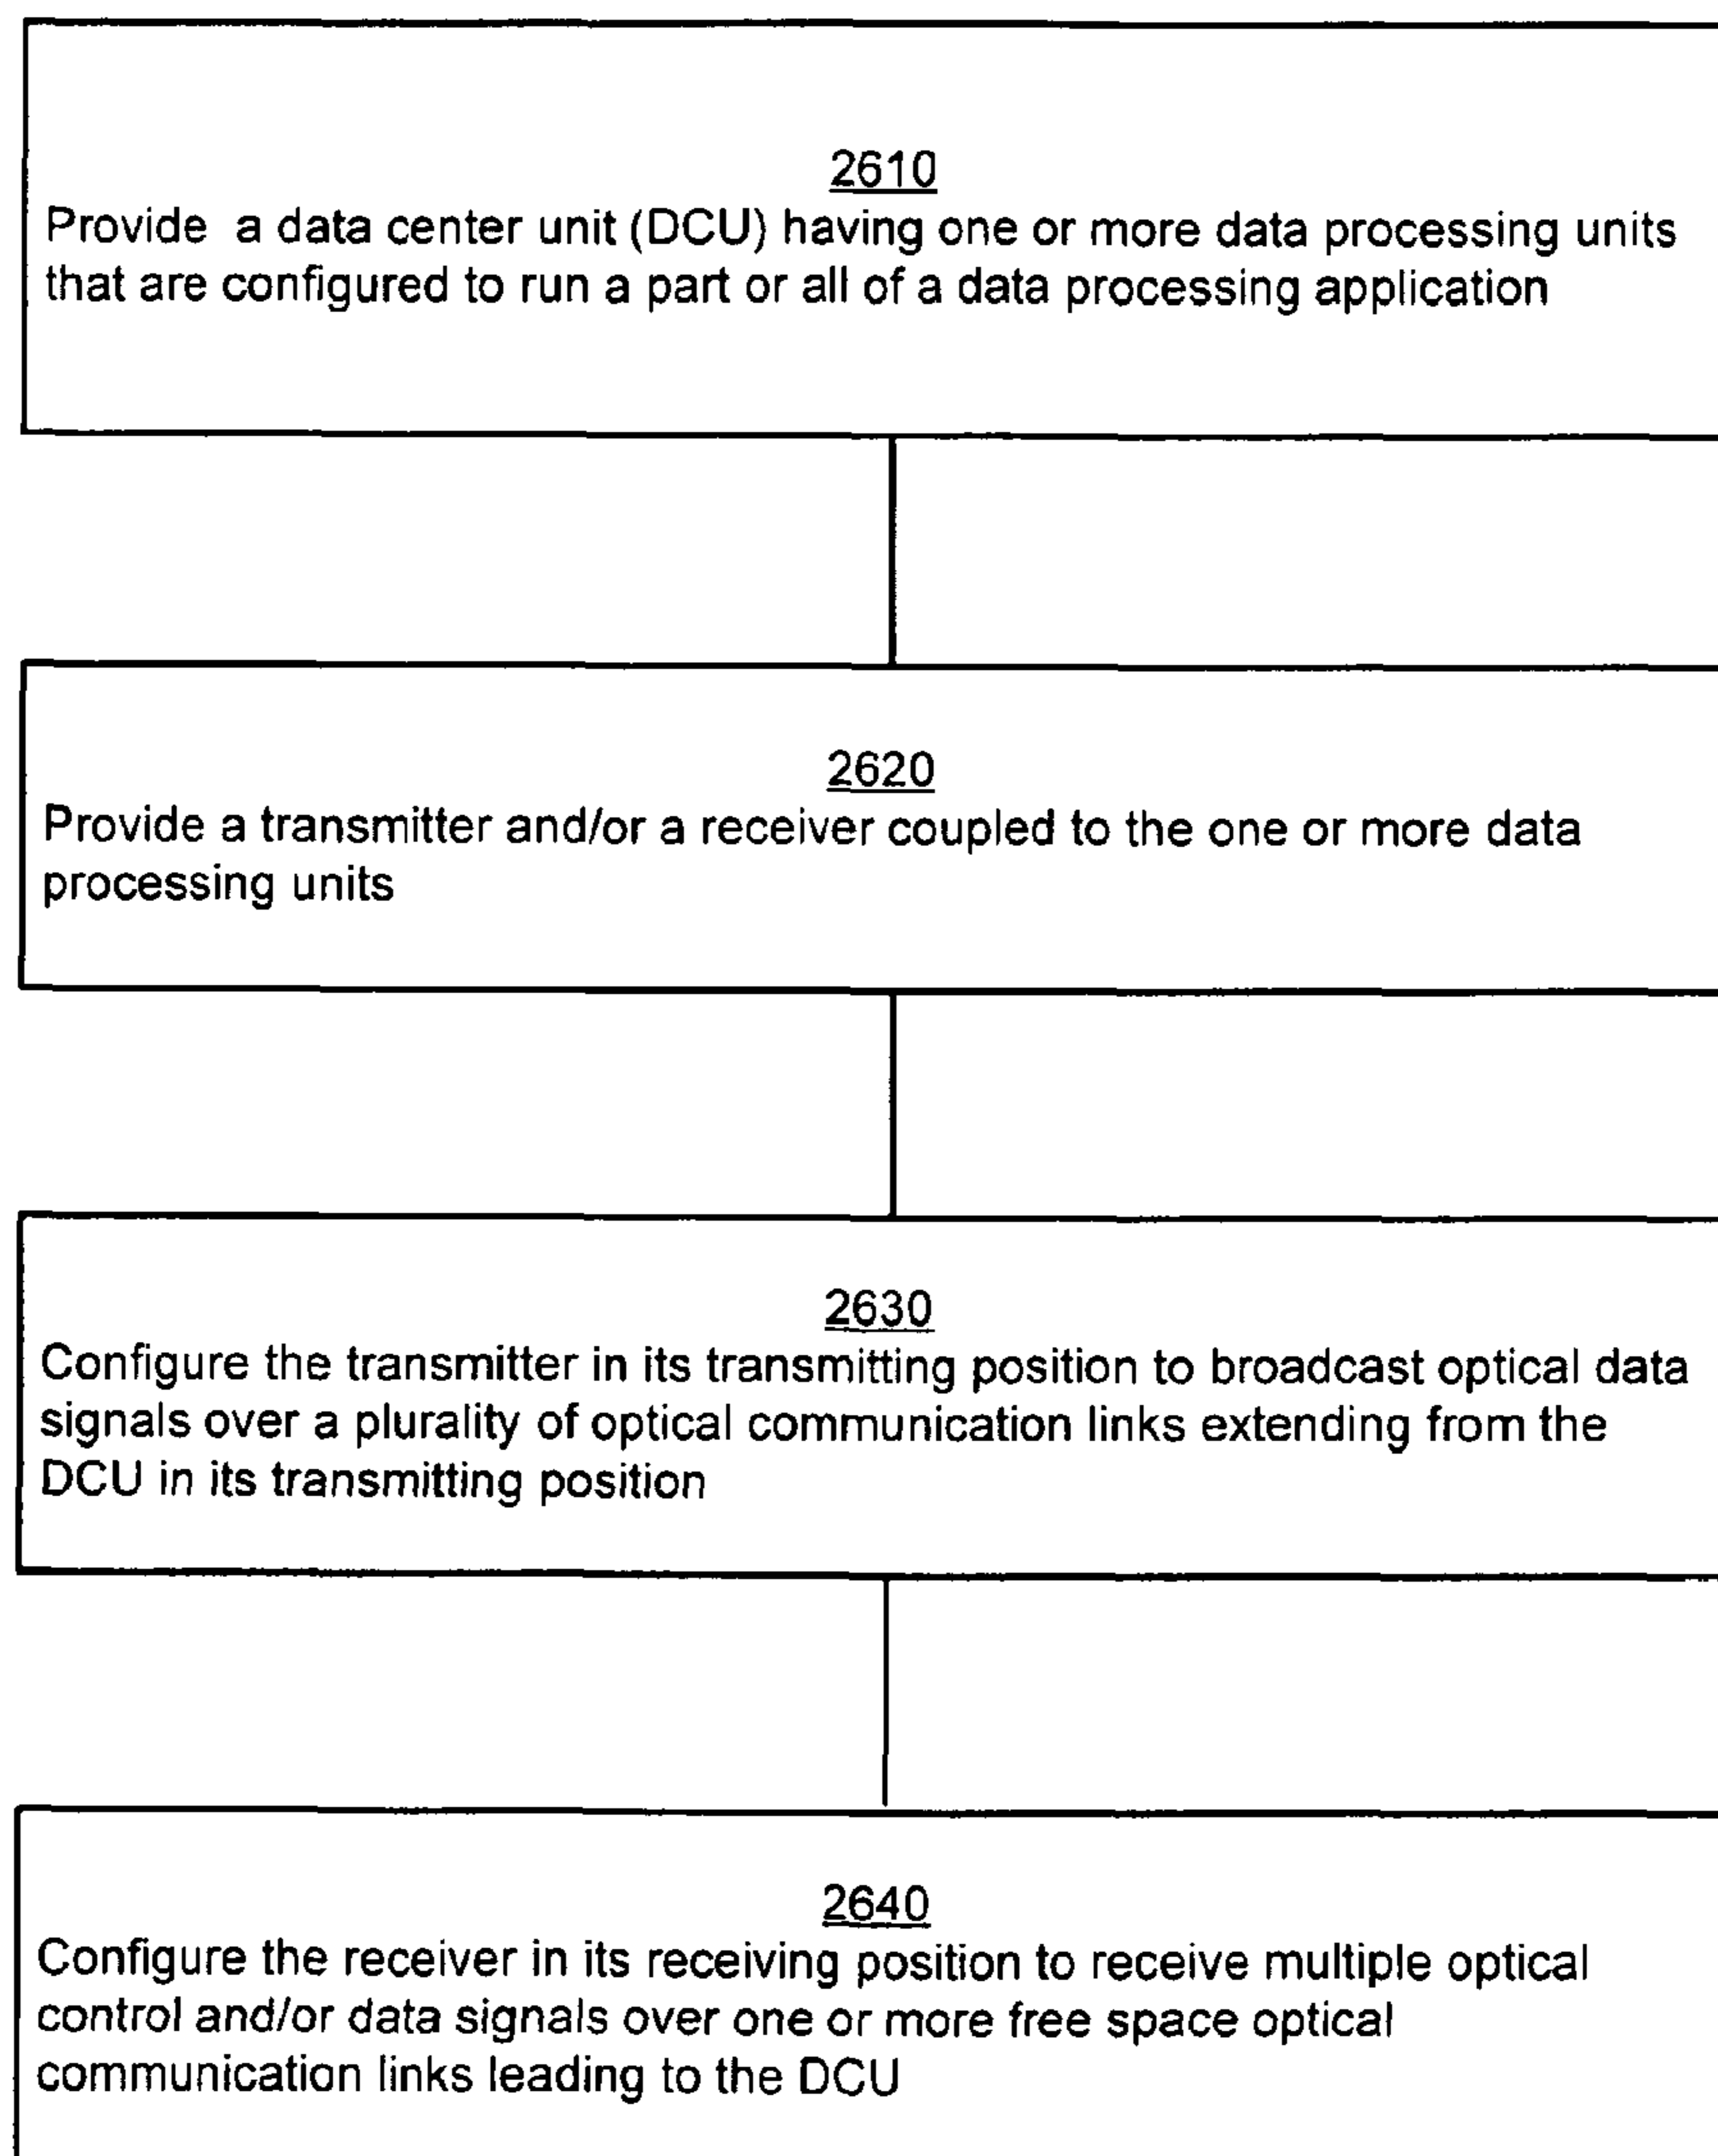 2610
Provide a data center unit (DCU) having one or more data processing units
that are configured to run a part or all of a data processing application
2620
Provide a transmitter and/or a receiver coupled to the one or more data
processing units
2630
Configure the transmitter in its transmitting position to broadcast optical data
signals over a plurality of optical communication links extending from the
DCU in its transmitting position
2640
Configure the receiver in its receiving position to receive multiple optical
control and/or data signals over one or more free space optical
communication links leading to the DCU